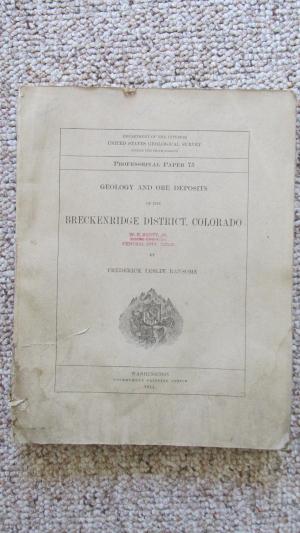 DEPARTMENT OF THE INTERIOR
UNITED STATES GEOLOGICAL SURVEY
PROFESSIONAL PAPER 75
GEOLOGY AND ORE DEPOSITS
OF THE
BRECKENRIDGE DISTRICT, COLORADO
BY
FREDERICK LESLIE RANSOME
WASHINGTON
GOVERNMENT PRINTING OFFICE
1911